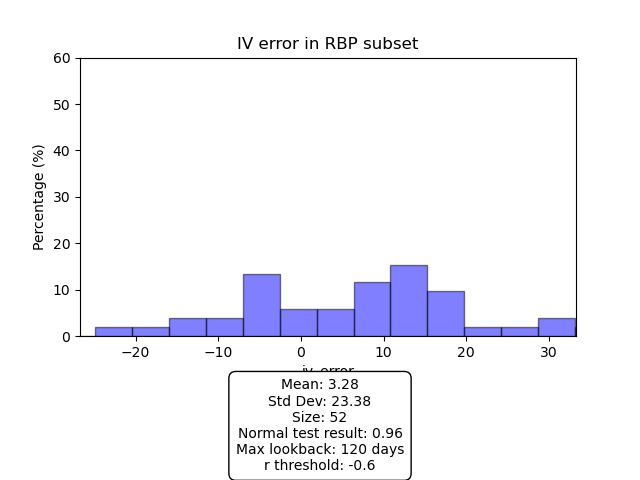 IV error in RBP subset
60
50
40
30
20
10
0
Percentage (%)
−20
−10
0
10
20
30
iv_error
Mean: 3.28
Std Dev: 23.38
Size: 52
Normal test result: 0.96
Max lookback: 120 days
r threshold: -0.6